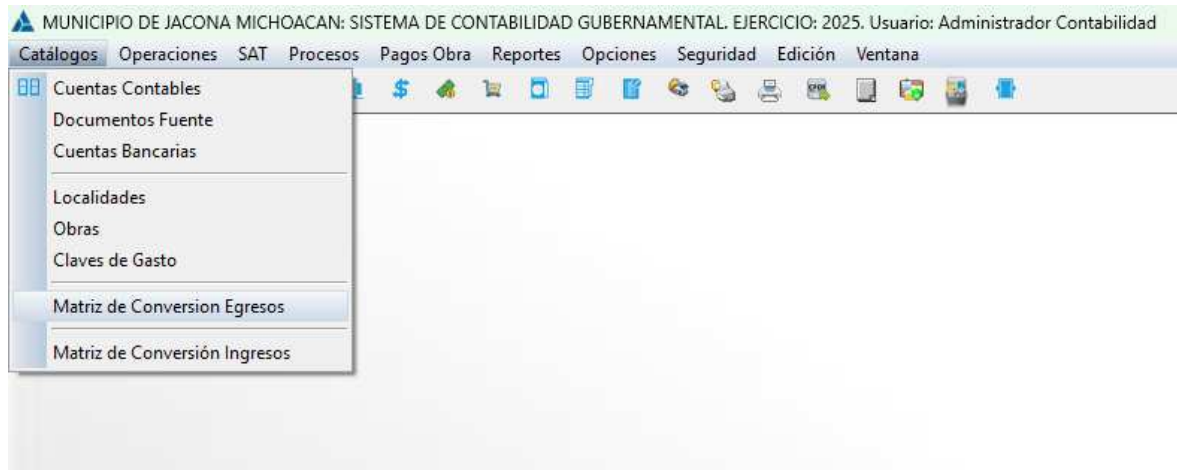 MUNICIPIO DE JACONA MICHOACAN: SISTEMA DE CONTABILIDAD GUBERNAMENTAL. EJERCICIO: 2025. Usuario: Administrador Contabilidad
Catálogos Operaciones SAT Procesos Pagos Obra Reportes Opciones Seguridad Edición Ventana
Cuentas Contables
Documentos Fuente
Cuentas Bancarias
Localidades
Obras
Claves de Gasto
Matriz de Conversion Egresos
Matriz de Conversión Ingresos